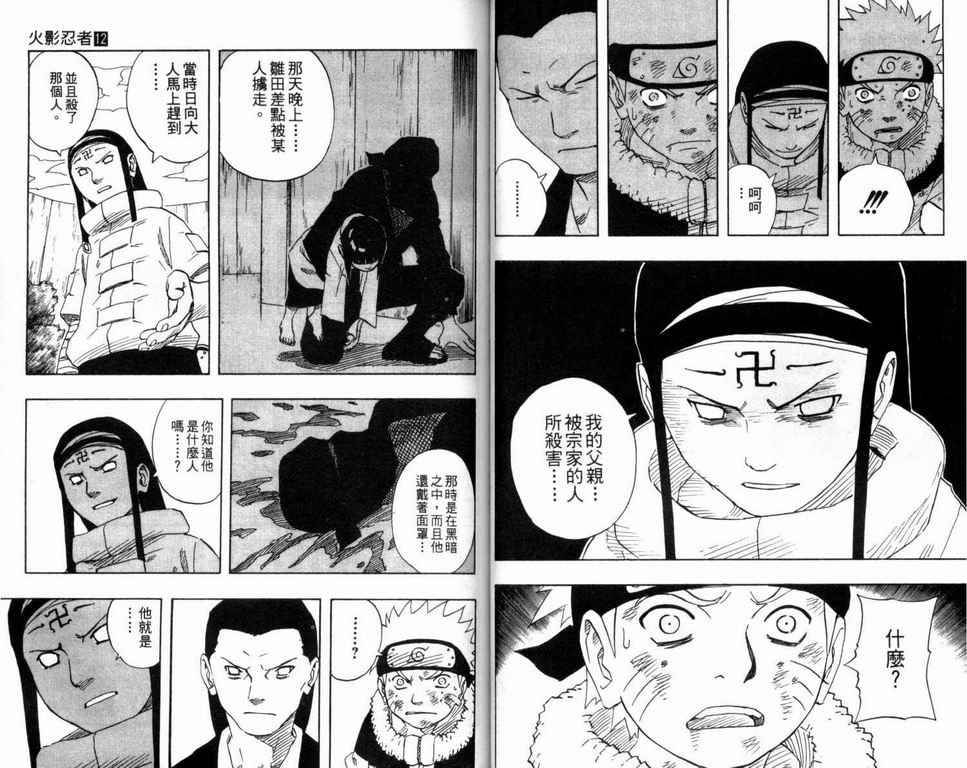 !!!
呵呵
…
………
我的父親…
被宗家的人
所殺害……
什麼？
火影忍者12
那天晚上……
雛田差點被某
人擄走。
當時日向大
人馬上趕到
……
並且殺了
那個人。
那時是在黑暗
之中，而且他
還戴著面罩…
你知道他
是什麼人
嗎……？
……？
他就是
……